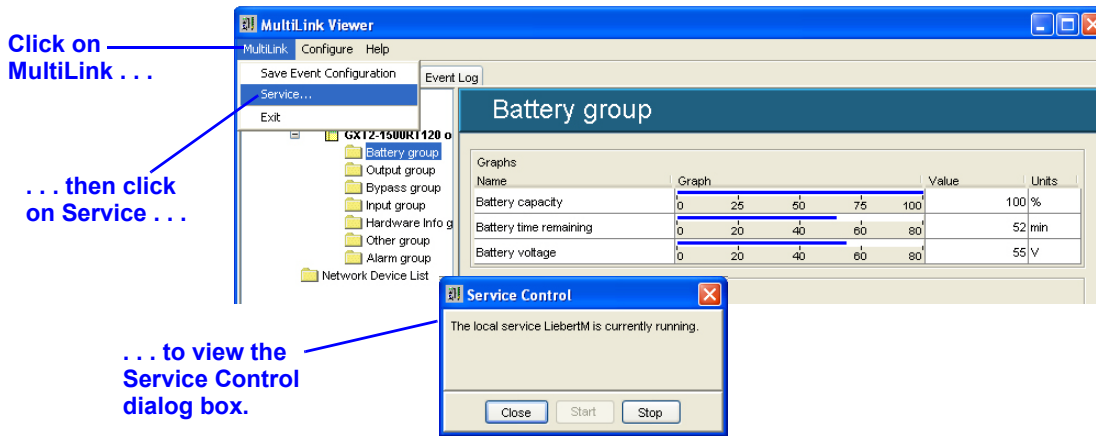 MultiLink Viewer
Click on
MultiLink . . .
MultiLink Configure Help
Save Event Configuration
Service...
Exit
Event Log
Battery group
GXT2-1500RT120 o
Battery group
Output group
Bypass group
Input group
Hardware Info g
Other group
Alarm group
Network Device List
Graphs
Name Graph Value Units
Battery capacity 0 25 50 75 100 100 %
Battery time remaining 0 20 40 60 80 52 min
Battery voltage 0 20 40 60 80 55 V
. . . then click
on Service . . .
Service Control
The local service LiebertM is currently running.
Close Start Stop
. . . to view the
Service Control
dialog box.